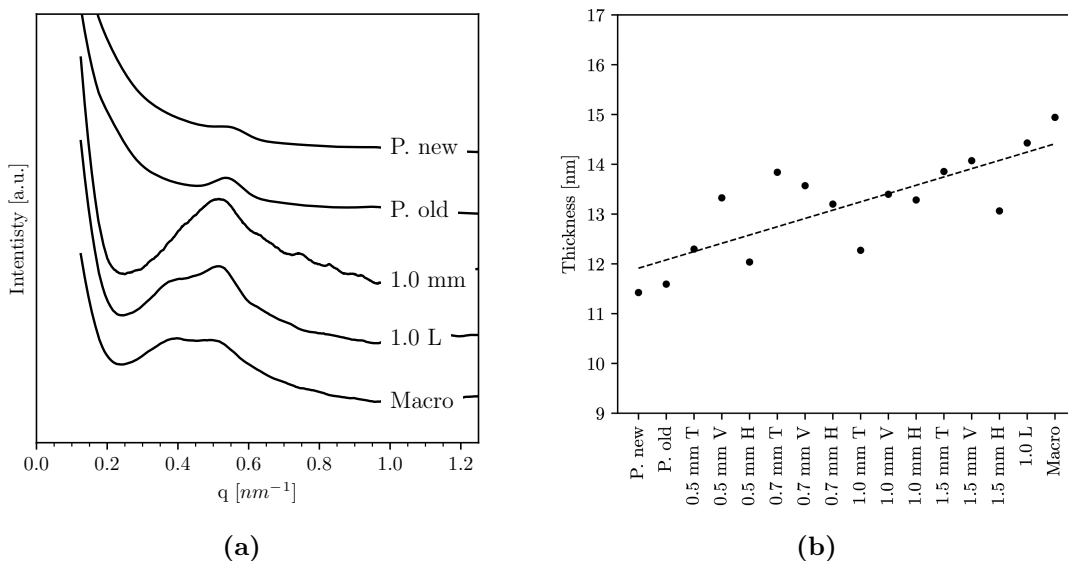 Intentisty [a.u.]
P. new
P. old
1.0 mm
1.0 L
Macro
0.0 0.2 0.4 0.6 0.8 1.0 1.2
q [nm⁻¹]
(a)
Thickness [nm]
17
16
15
14
13
12
11
10
9
P. new
P. old
0.5 mm T
0.5 mm V
0.5 mm H
0.7 mm T
0.7 mm V
0.7 mm H
1.0 mm T
1.0 mm V
1.0 mm H
1.5 mm T
1.5 mm V
1.5 mm H
1.0 L
Macro
(b)